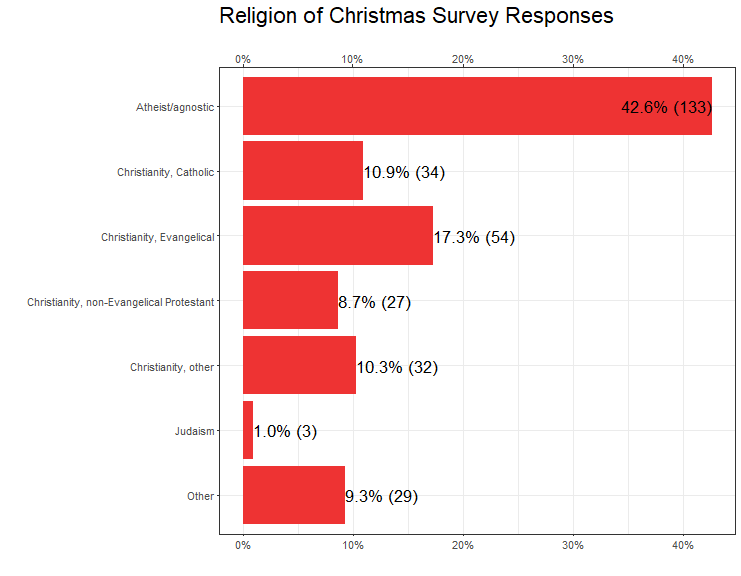 Religion of Christmas Survey Responses
0% 10% 20% 30% 40%
Atheist/agnostic 42.6% (133)
Christianity, Catholic 10.9% (34)
Christianity, Evangelical 17.3% (54)
Christianity, non-Evangelical Protestant 8.7% (27)
Christianity, other 10.3% (32)
Judaism 1.0% (3)
Other 9.3% (29)
0% 10% 20% 30% 40%